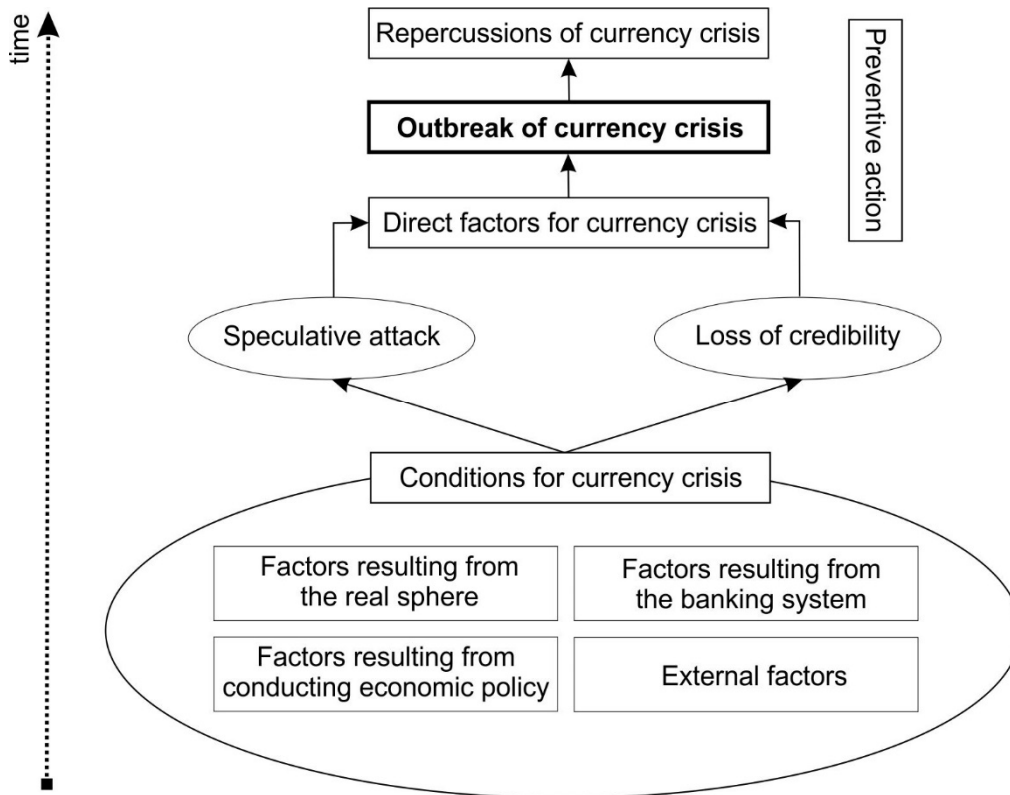 time
Repercussions of currency crisis
Preventive action
Outbreak of currency crisis
Direct factors for currency crisis
Speculative attack
Loss of credibility
Conditions for currency crisis
Factors resulting from
the real sphere
Factors resulting from
the banking system
Factors resulting from
conducting economic policy
External factors